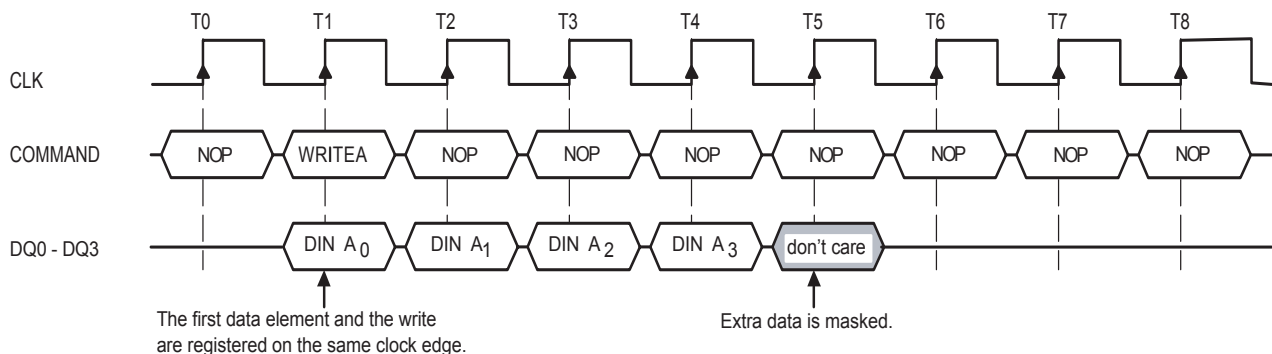 T0 T1 T2 T3 T4 T5 T6 T7 T8
CLK
COMMAND NOP WRITEA NOP NOP NOP NOP NOP NOP NOP
DQ0 - DQ3 DIN A0 DIN A1 DIN A2 DIN A3 don’t care
The first data element and the write
are registered on the same clock edge.
Extra data is masked.